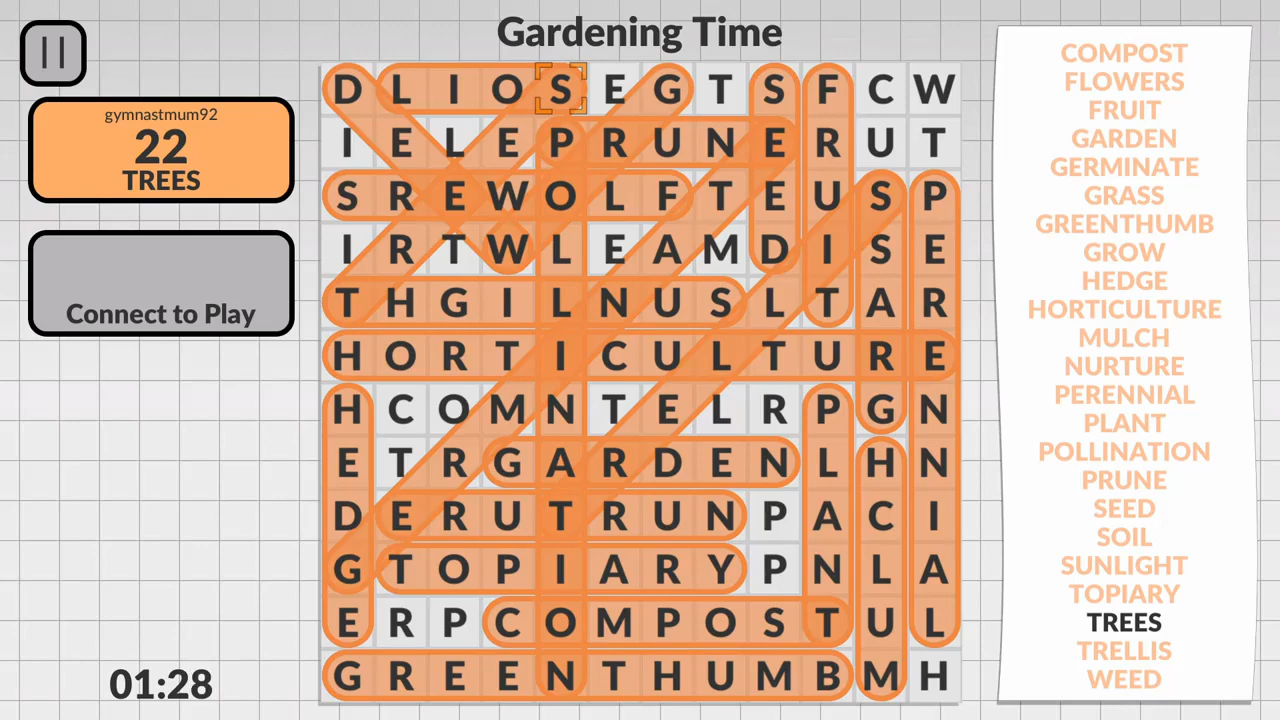 Gardening Time
gymnastmum92
22
TREES
Connect to Play
01:28
D L I O S E G T S F C W
I E L E P R U N E R U T
S R E W O L F T E U S P
I R T W L E A M D I S E
T H G I L N U S L T A R
H O R T I C U L T U R E
H C O M N T E L R P G N
E T R G A R D E N L H N
D E R U T R U N P A C I
G T O P I A R Y P N L A
E R P C O M P O S T U L
G R E E N T H U M B M H
COMPOST
FLOWERS
FRUIT
GARDEN
GERMINATE
GRASS
GREENTHUMB
GROW
HEDGE
HORTICULTURE
MULCH
NURTURE
PERENNIAL
PLANT
POLLINATION
PRUNE
SEED
SOIL
SUNLIGHT
TOPIARY
TREES
TRELLIS
WEED